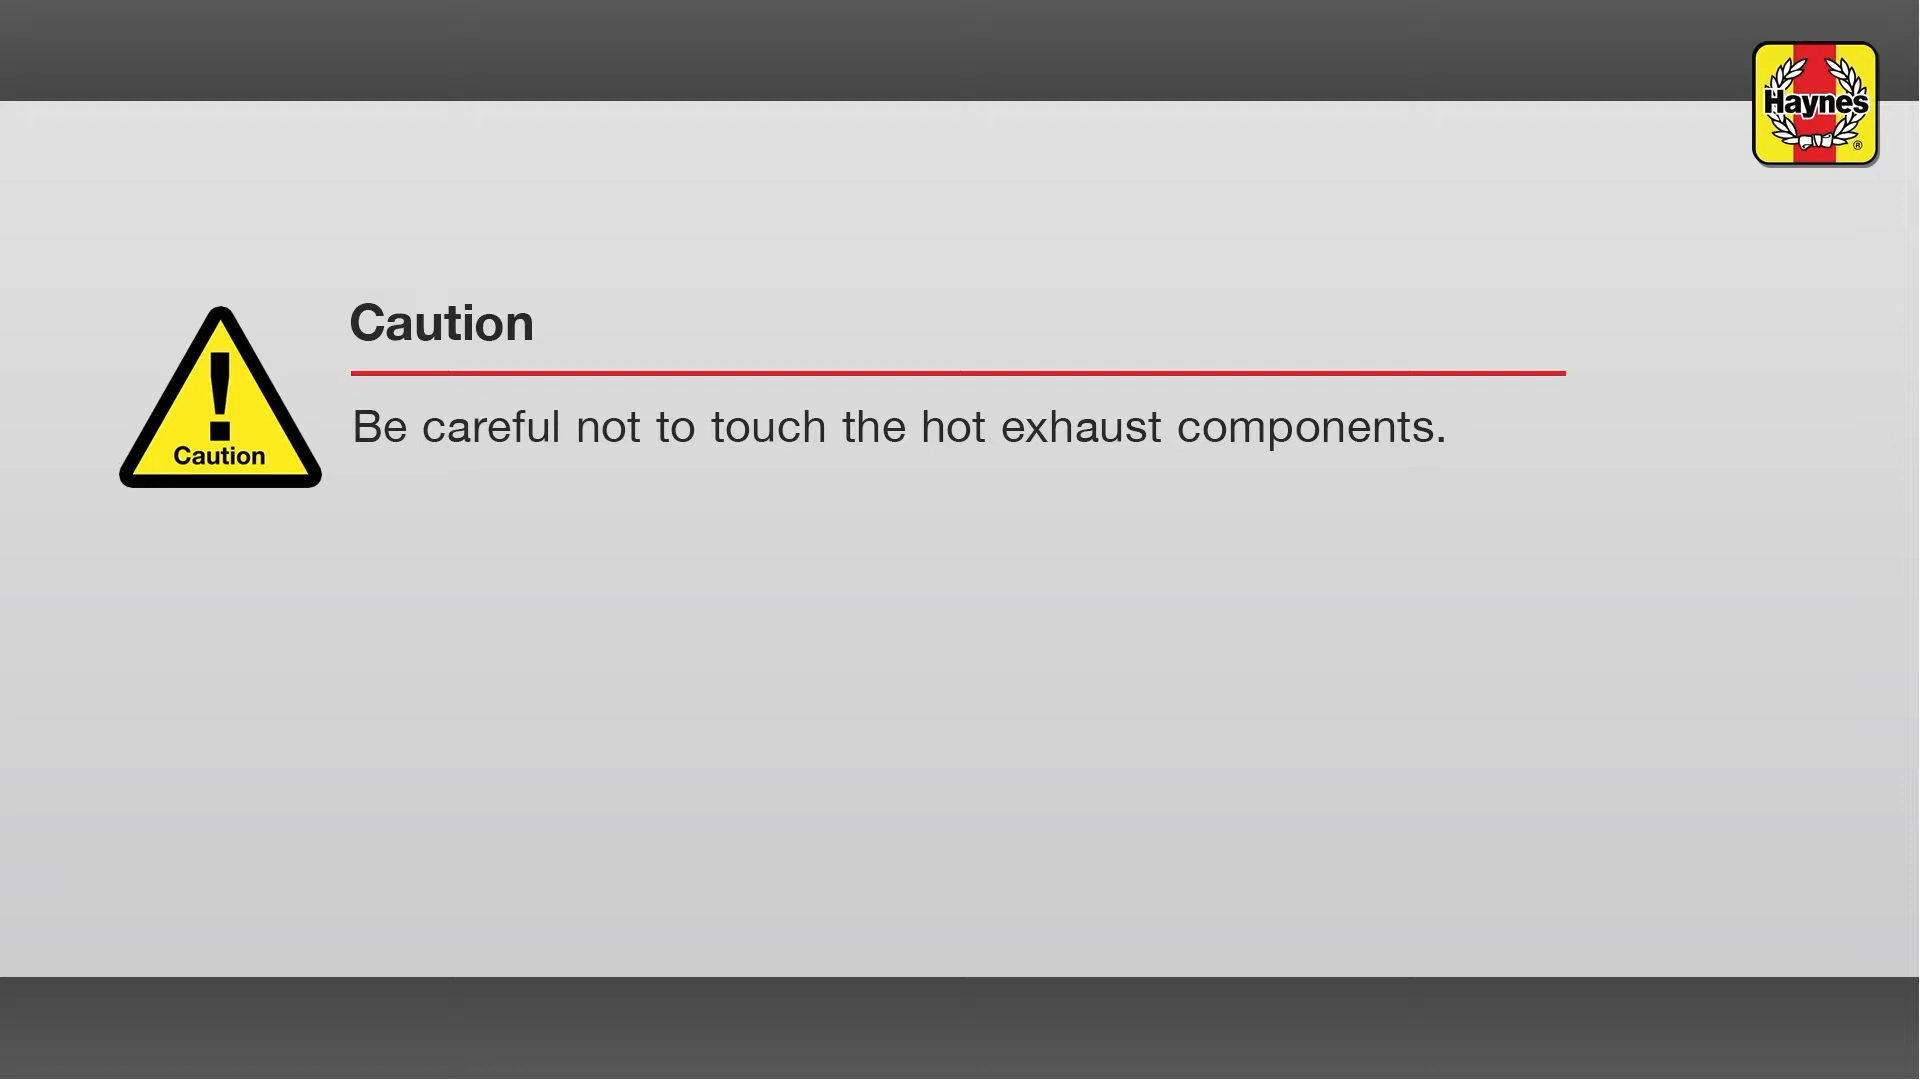 Haynes
®
Caution
Be careful not to touch the hot exhaust components.
!
Caution